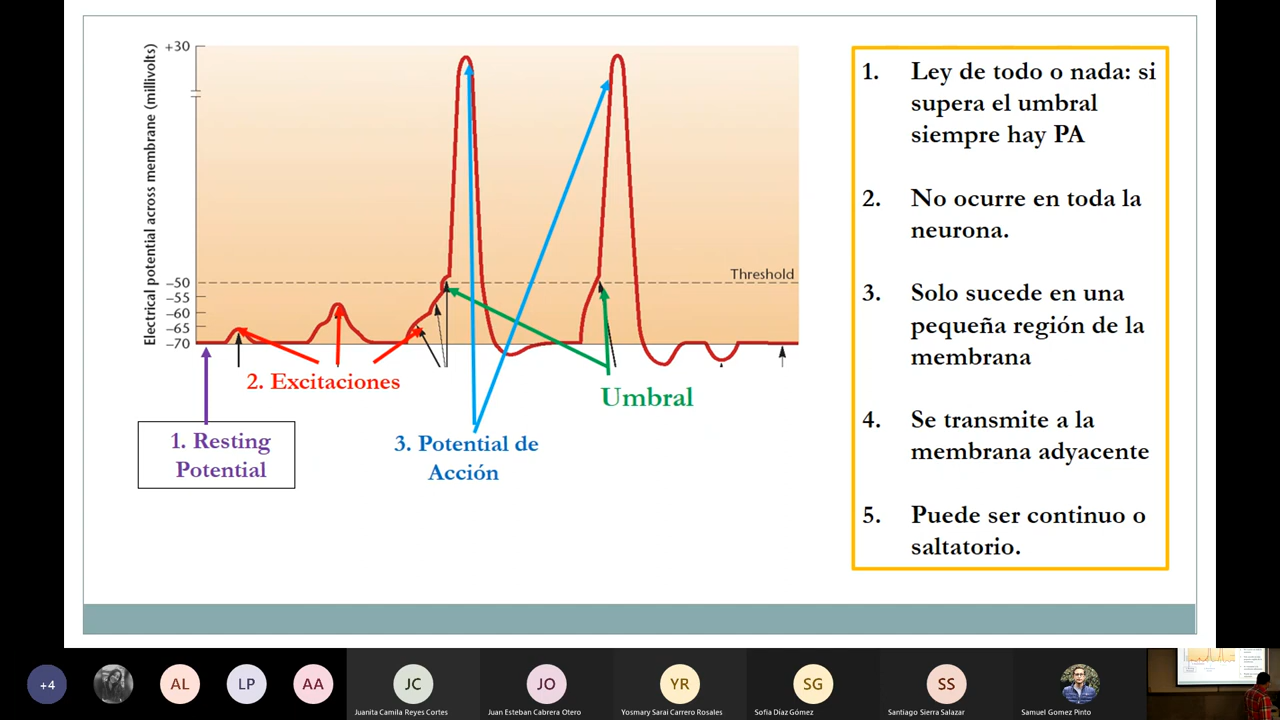 Electrical potential across membrane (millivolts)
+30
−50
−55
−60
−65
−70
Threshold
2. Excitaciones
Umbral
1. Resting
Potential
3. Potential de
Acción
1. Ley de todo o nada: si
supera el umbral
siempre hay PA
2. No ocurre en toda la
neurona.
3. Solo sucede en una
pequeña región de la
membrana
4. Se transmite a la
membrana adyacente
5. Puede ser continuo o
saltatorio.
+4
AL
LP
AA
JC
Juanita Camila Reyes Cortes
JO
Juan Esteban Cabrera Otero
YR
Yosmary Sarai Carrero Rosales
SG
Sofia Díaz Gómez
SS
Santiago Sierra Salazar
Samuel Gomez Pinto